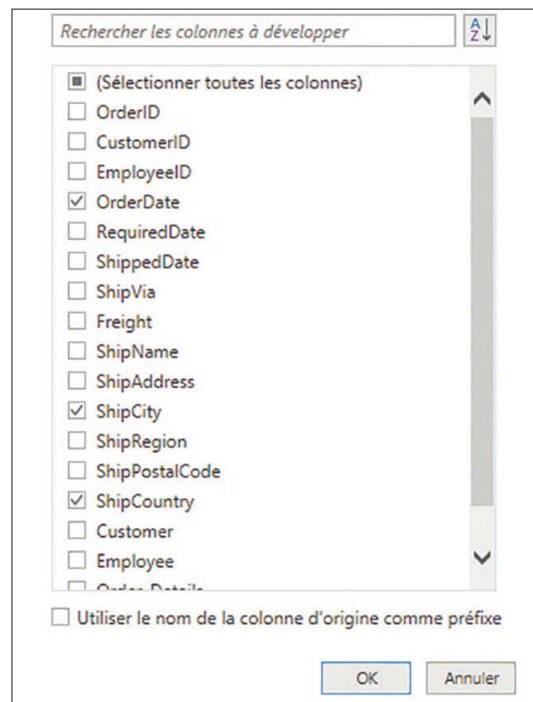 Rechercher les colonnes à développer
(Sélectionner toutes les colonnes)
OrderID
CustomerID
EmployeeID
OrderDate
RequiredDate
ShippedDate
ShipVia
Freight
ShipName
ShipAddress
ShipCity
ShipRegion
ShipPostalCode
ShipCountry
Customer
Employee
Order_Details
Utiliser le nom de la colonne d'origine comme préfixe
OK Annuler